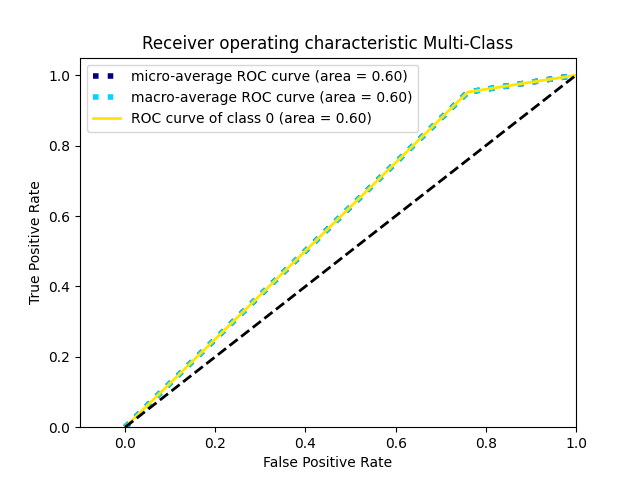 Receiver operating characteristic Multi-Class
micro-average ROC curve (area = 0.60)
macro-average ROC curve (area = 0.60)
ROC curve of class 0 (area = 0.60)
True Positive Rate
1.0
0.8
0.6
0.4
0.2
0.0
0.0 0.2 0.4 0.6 0.8 1.0
False Positive Rate